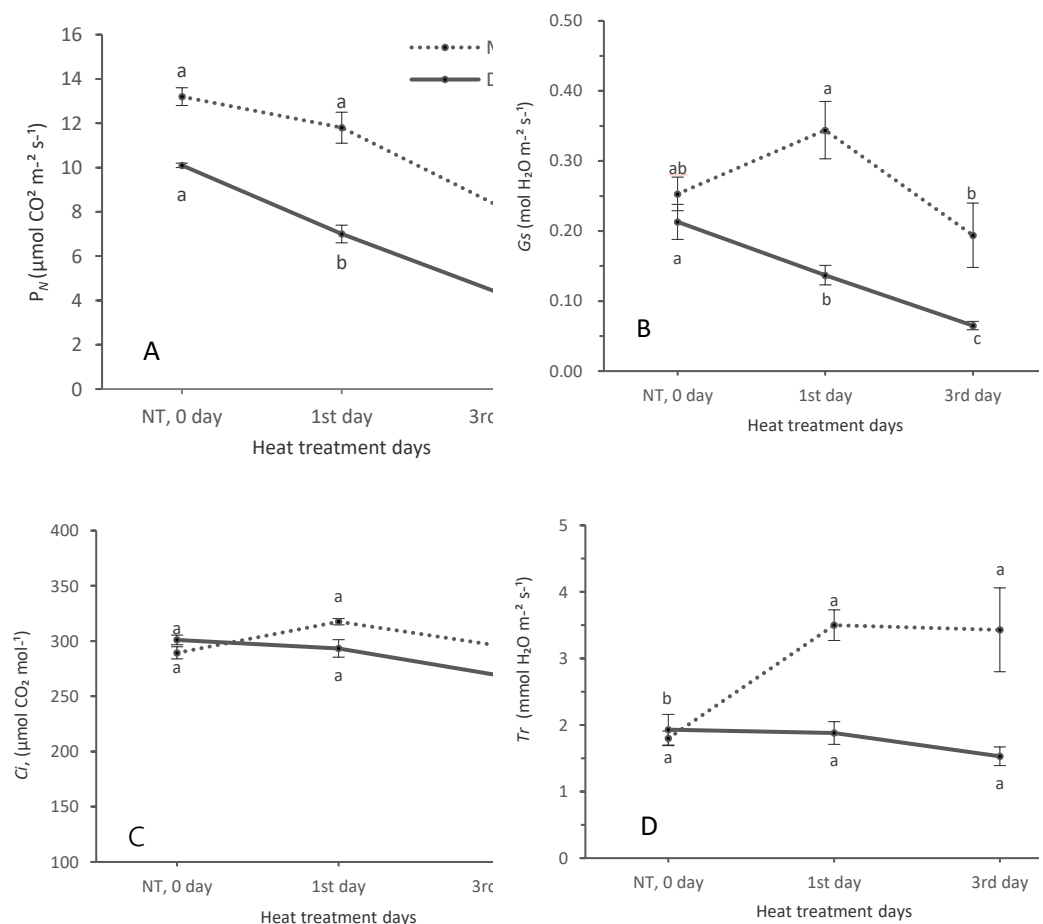 16
14
12
10
8
6
4
2
0
P_N (µmol CO² m-² s-¹)
a
a
a
b
A
NT, 0 day
1st day
3rd
Heat treatment days
0.50
0.40
0.30
0.20
0.10
0.00
Gs (mol H₂O m-² s-¹)
ab
a
b
a
b
c
B
NT, 0 day
1st day
3rd day
Heat treatment days
400
350
300
250
200
150
100
Ci, (µmol CO₂ mol-¹)
a
a
a
a
C
NT, 0 day
1st day
3rd
Heat treatment days
5
4
3
2
1
0
Tr (mmol H₂O m-² s-¹)
b
a
a
a
a
a
D
NT, 0 day
1st day
3rd day
Heat treatment days